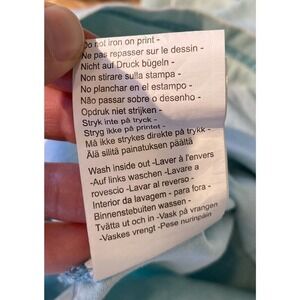 Do not iron on print -
Ne pas repasser sur le dessin -
Nicht auf Druck bügeln -
Non stirare sulla stampa -
No planchar en el estampo -
Não passar sobre o desenho -
Opdruk niet strijken -
Stryk inte på tryck -
Stryg ikke på printet -
Må ikke strykes direkte på trykk -
Älä silitä painatuksen päältä
Wash inside out -Laver à l'envers
-Auf links waschen -Lavare a
rovescio -Lavar al reverso -
Interior da lavagem - para fora -
Binnenstebuiten wassen -
Tvätta ut och in -Vask på vrangen
-Vaskes vrengt -Pese nurinpäin